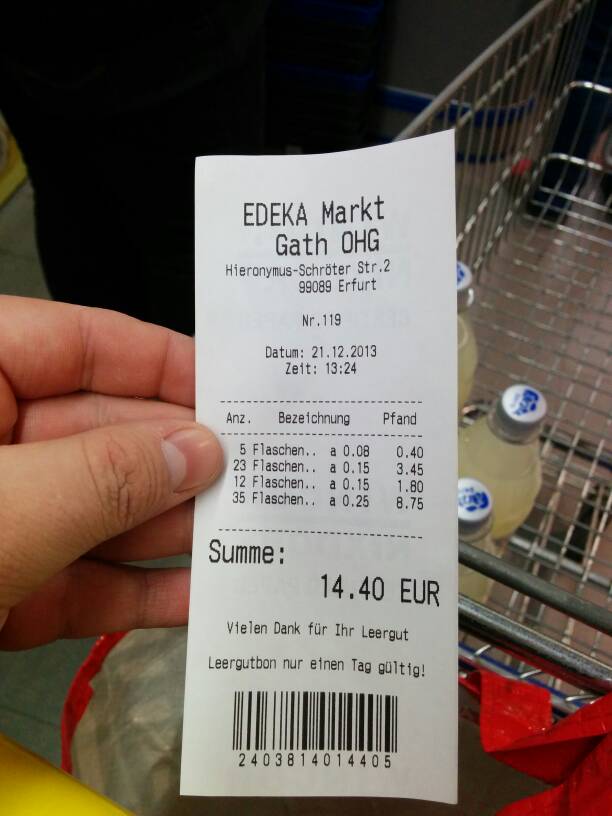 EDEKA Markt
Gath OHG
Hieronymus-Schröter Str.2
99089 Erfurt
Nr.119
Datum: 21.12.2013
Zeit: 13:24
Anz. Bezeichnung Pfand
5 Flaschen.. a 0.08 0.40
23 Flaschen.. a 0.15 3.45
12 Flaschen.. a 0.15 1.80
35 Flaschen.. a 0.25 8.75
Summe:
14.40 EUR
Vielen Dank für Ihr Leergut
Leergutbon nur einen Tag gültig!
2403814014405